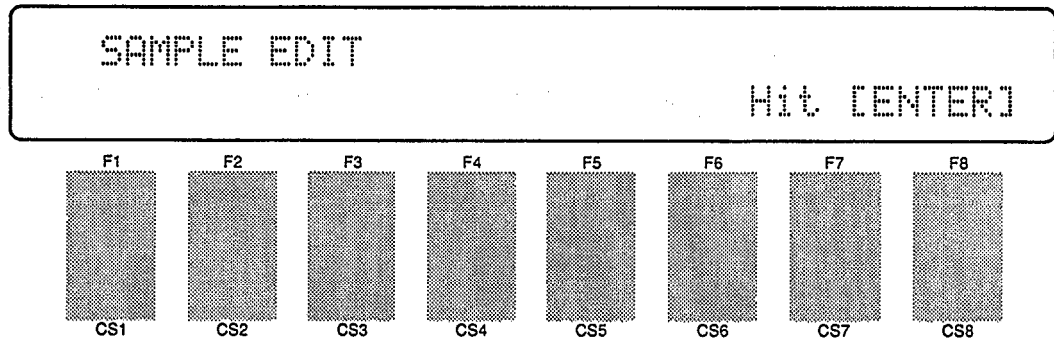 SAMPLE EDIT
Hit [ENTER]
F1 F2 F3 F4 F5 F6 F7 F8
CS1 CS2 CS3 CS4 CS5 CS6 CS7 CS8